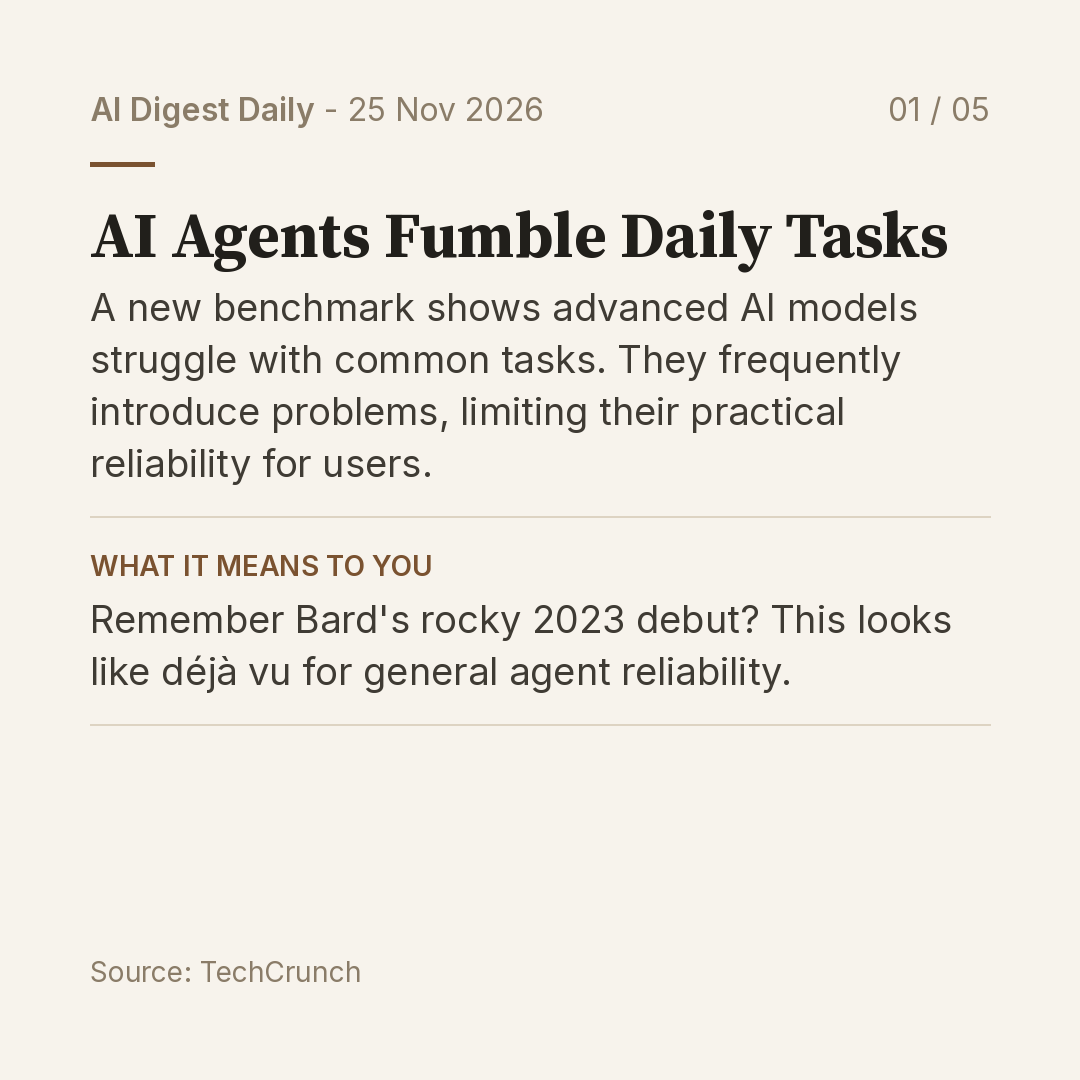 AI Digest Daily - 25 Nov 2026
01 / 05
AI Agents Fumble Daily Tasks
A new benchmark shows advanced AI models
struggle with common tasks. They frequently
introduce problems, limiting their practical
reliability for users.
WHAT IT MEANS TO YOU
Remember Bard's rocky 2023 debut? This looks
like déjà vu for general agent reliability.
Source: TechCrunch